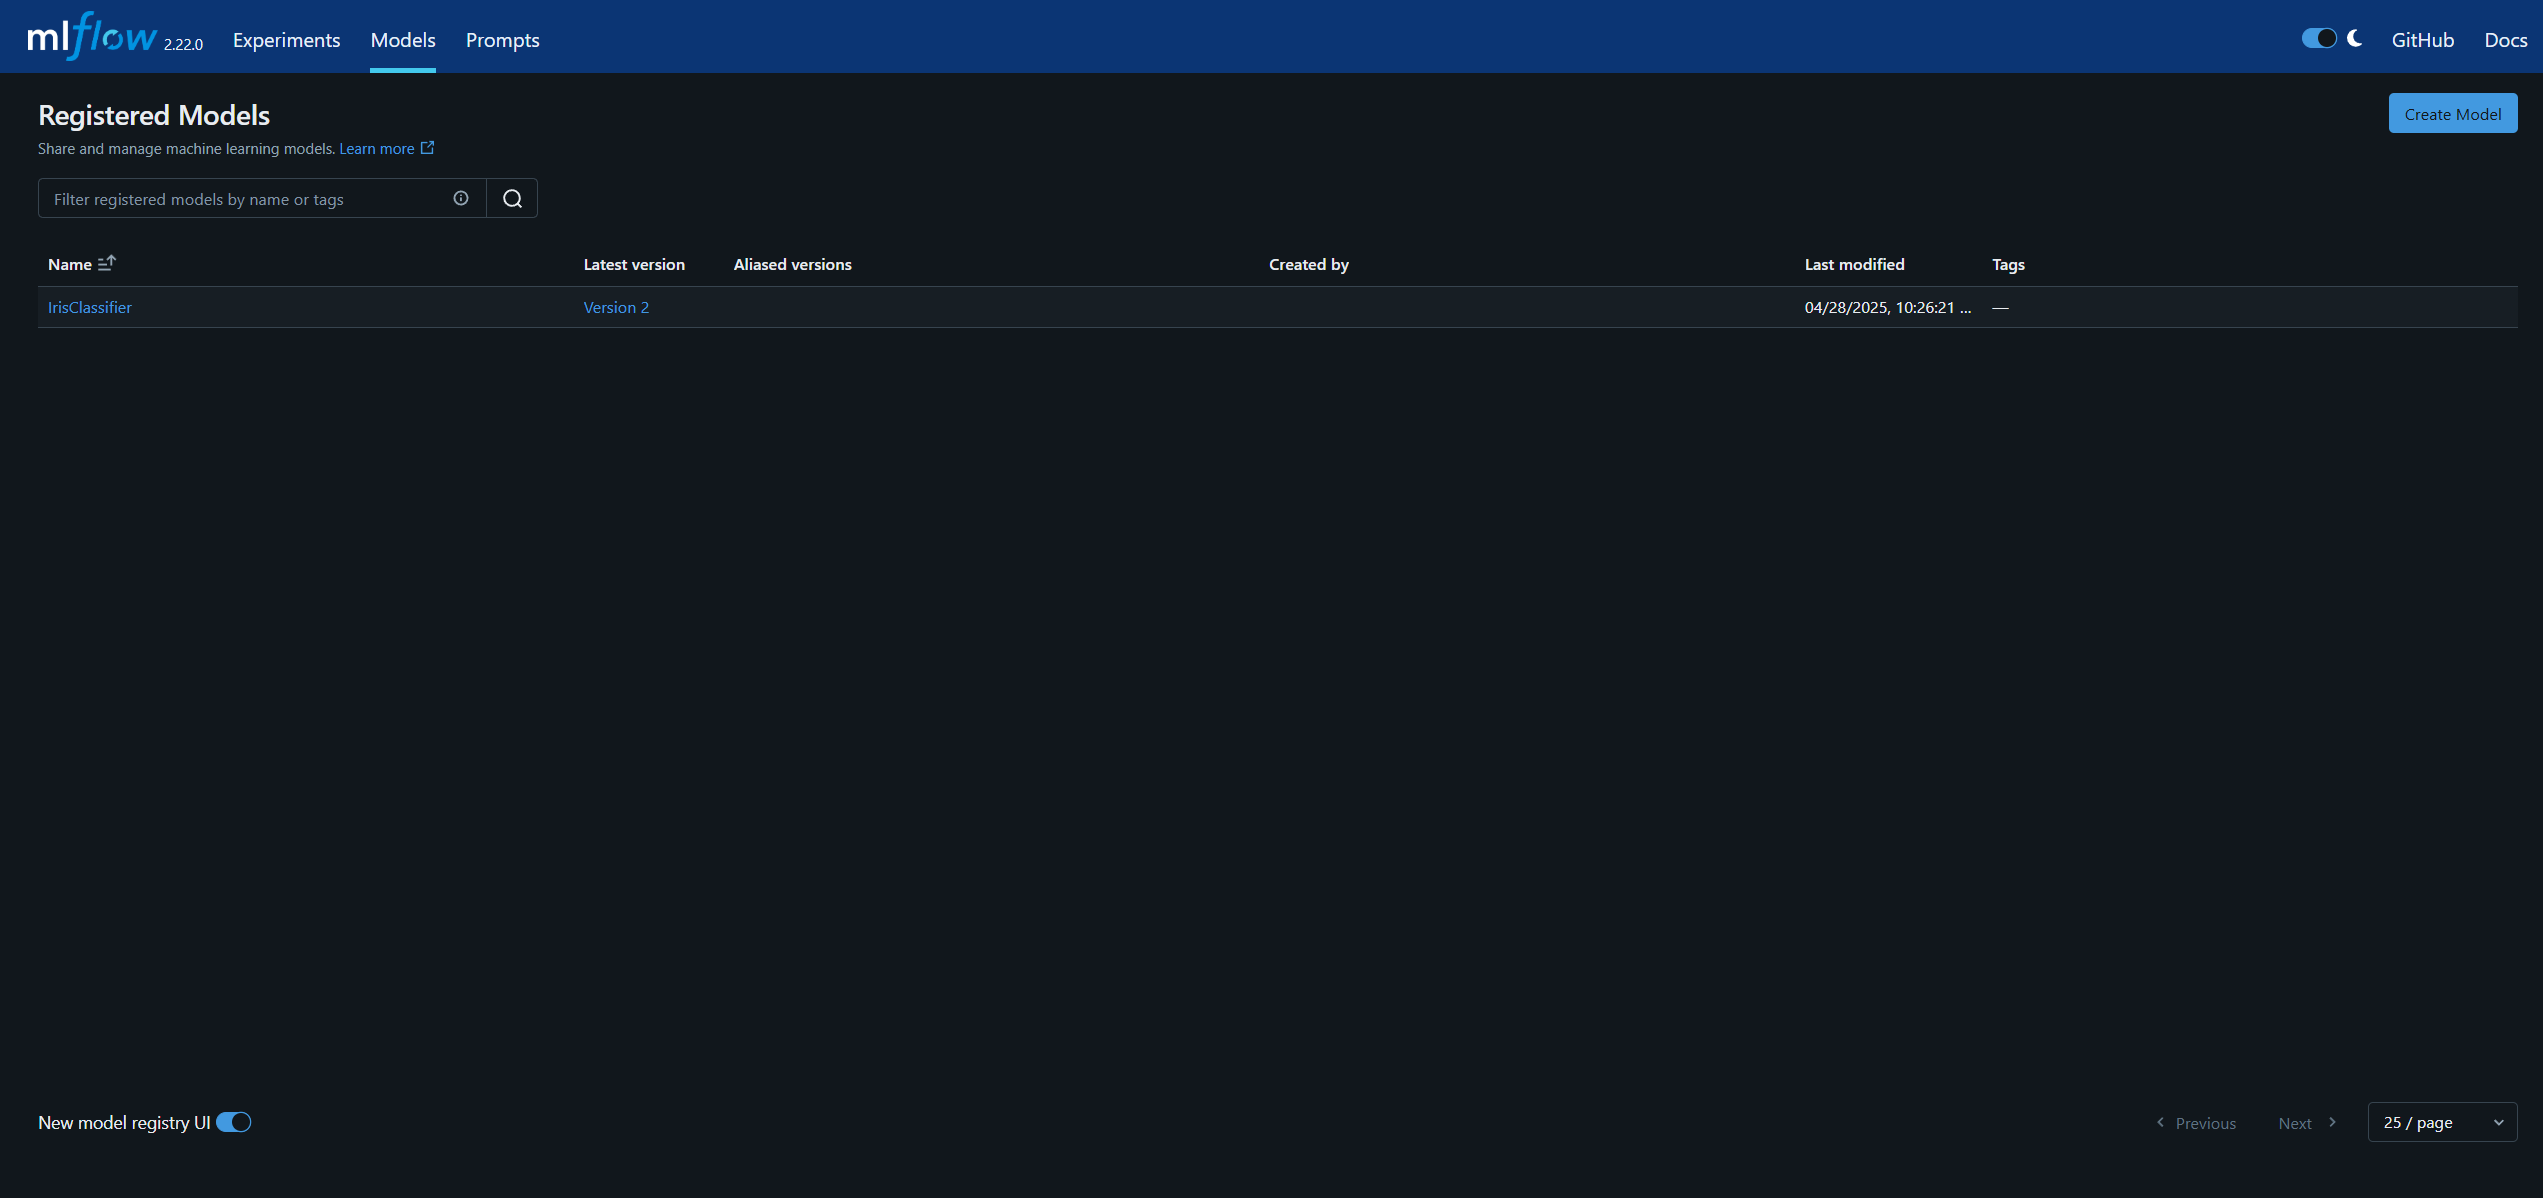 mlflow 2.22.0 Experiments Models Prompts GitHub Docs
Registered Models
Create Model
Share and manage machine learning models. Learn more
Filter registered models by name or tags
Name Latest version Aliased versions Created by Last modified Tags
IrisClassifier Version 2 04/28/2025, 10:26:21 ... —
New model registry UI Previous Next 25 / page